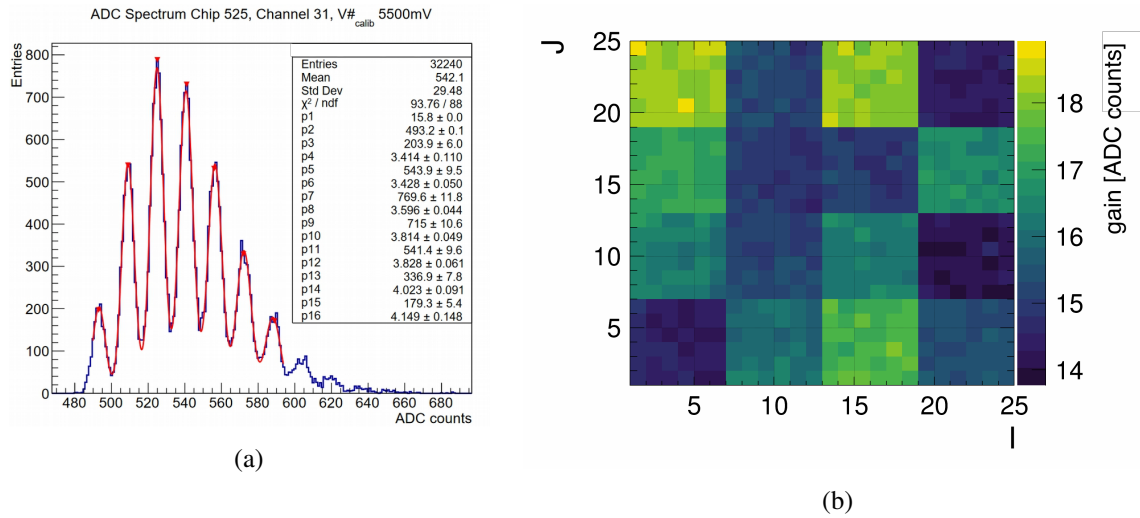 ADC Spectrum Chip 525, Channel 31, V#calib 5500mV
Entries
800
700
600
500
400
300
200
100
0
480 500 520 540 560 580 600 620 640 660 680
ADC counts
Entries 32240
Mean 542.1
Std Dev 29.48
χ² / ndf 93.76 / 88
p1 15.8 ± 0.0
p2 493.2 ± 0.1
p3 203.9 ± 6.0
p4 3.414 ± 0.110
p5 543.9 ± 9.5
p6 3.428 ± 0.050
p7 769.6 ± 11.8
p8 3.596 ± 0.044
p9 715 ± 10.6
p10 3.814 ± 0.049
p11 541.4 ± 9.6
p12 3.828 ± 0.061
p13 336.9 ± 7.8
p14 4.023 ± 0.091
p15 179.3 ± 5.4
p16 4.149 ± 0.148
(a)
J
25
20
15
10
5
5 10 15 20 25
I
18
17
16
15
14
gain [ADC counts]
(b)